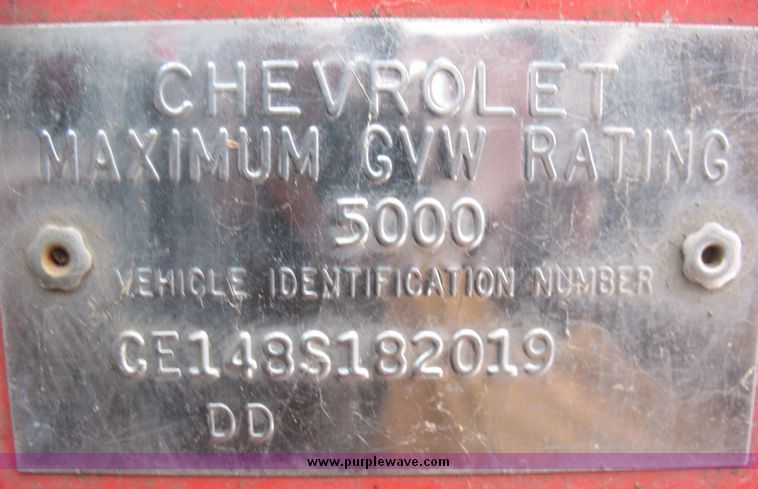 CHEVROLET
MAXIMUM GVW RATING
5000
VEHICLE IDENTIFICATION NUMBER
CE148S182019
DD
www.purplewave.com